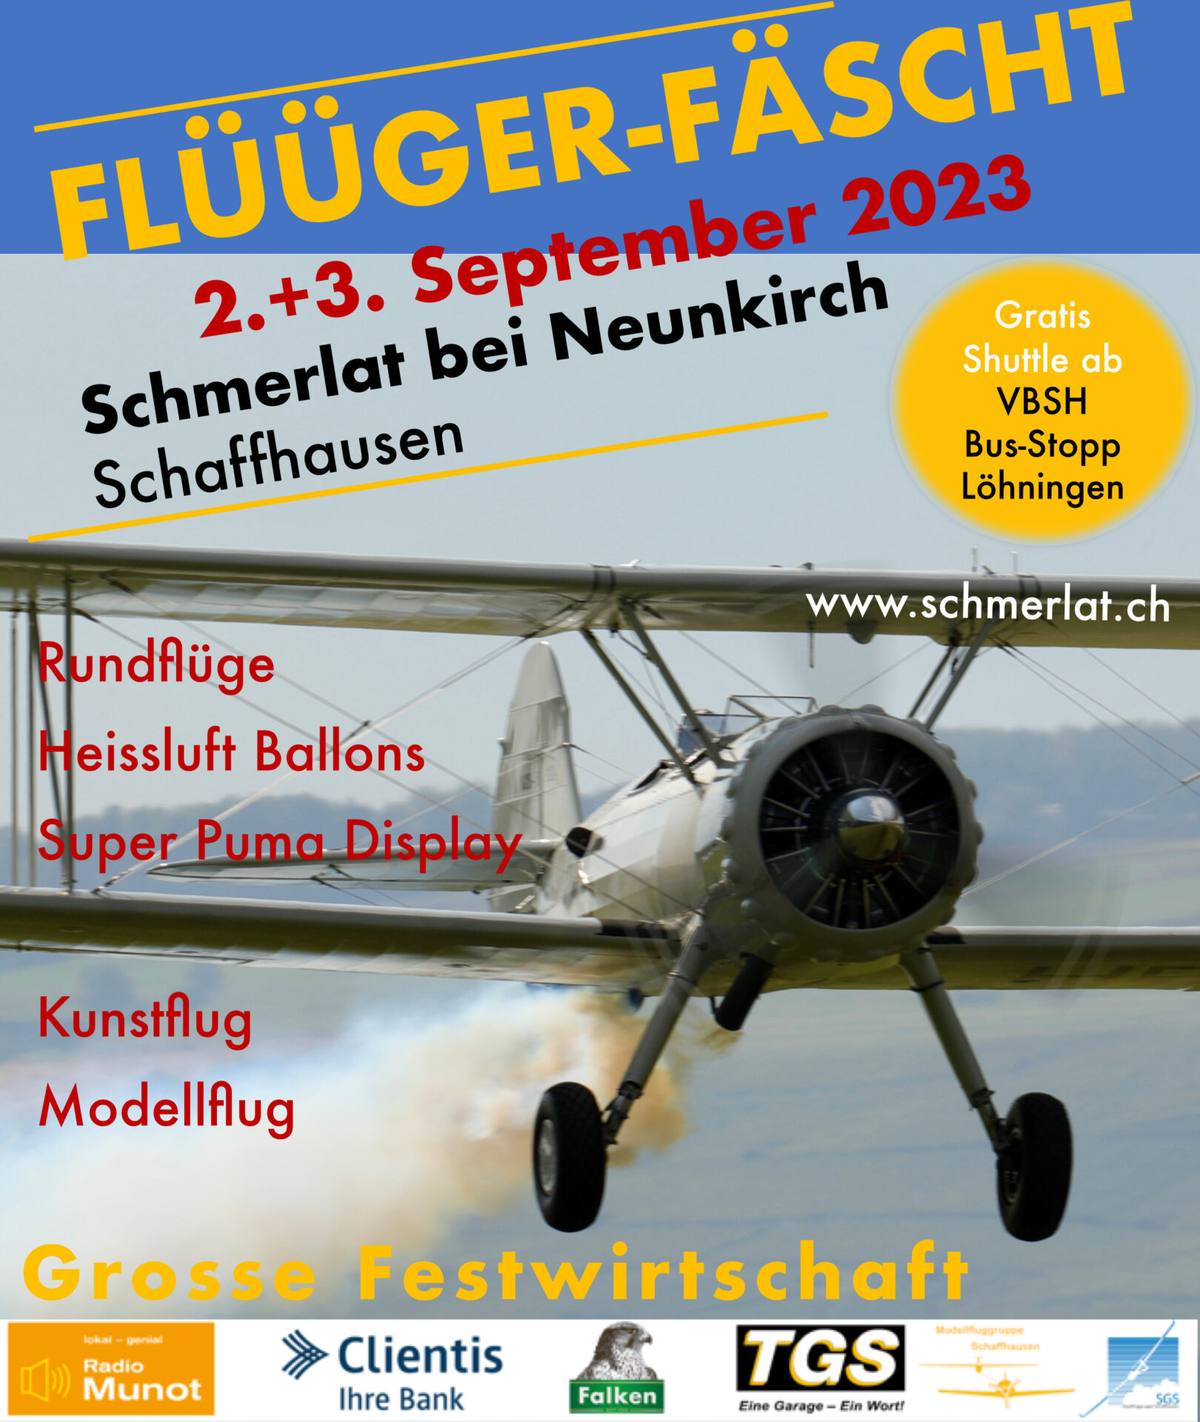 FLÜÜGER-FÄSCHT
2.+3. September 2023
Schmerlat bei Neunkirch
Schaffhausen
Gratis
Shuttle ab
VBSH
Bus-Stopp
Löhningen
www.schmerlat.ch
Rundflüge
Heissluft Ballons
Super Puma Display
Kunstflug
Modellflug
Grosse Festwirtschaft
lokal – genial
Radio
Munot
Clientis
Ihre Bank
Falken
TGS
Eine Garage – Ein Wort!
Modellfluggruppe
Schaffhausen
SGS